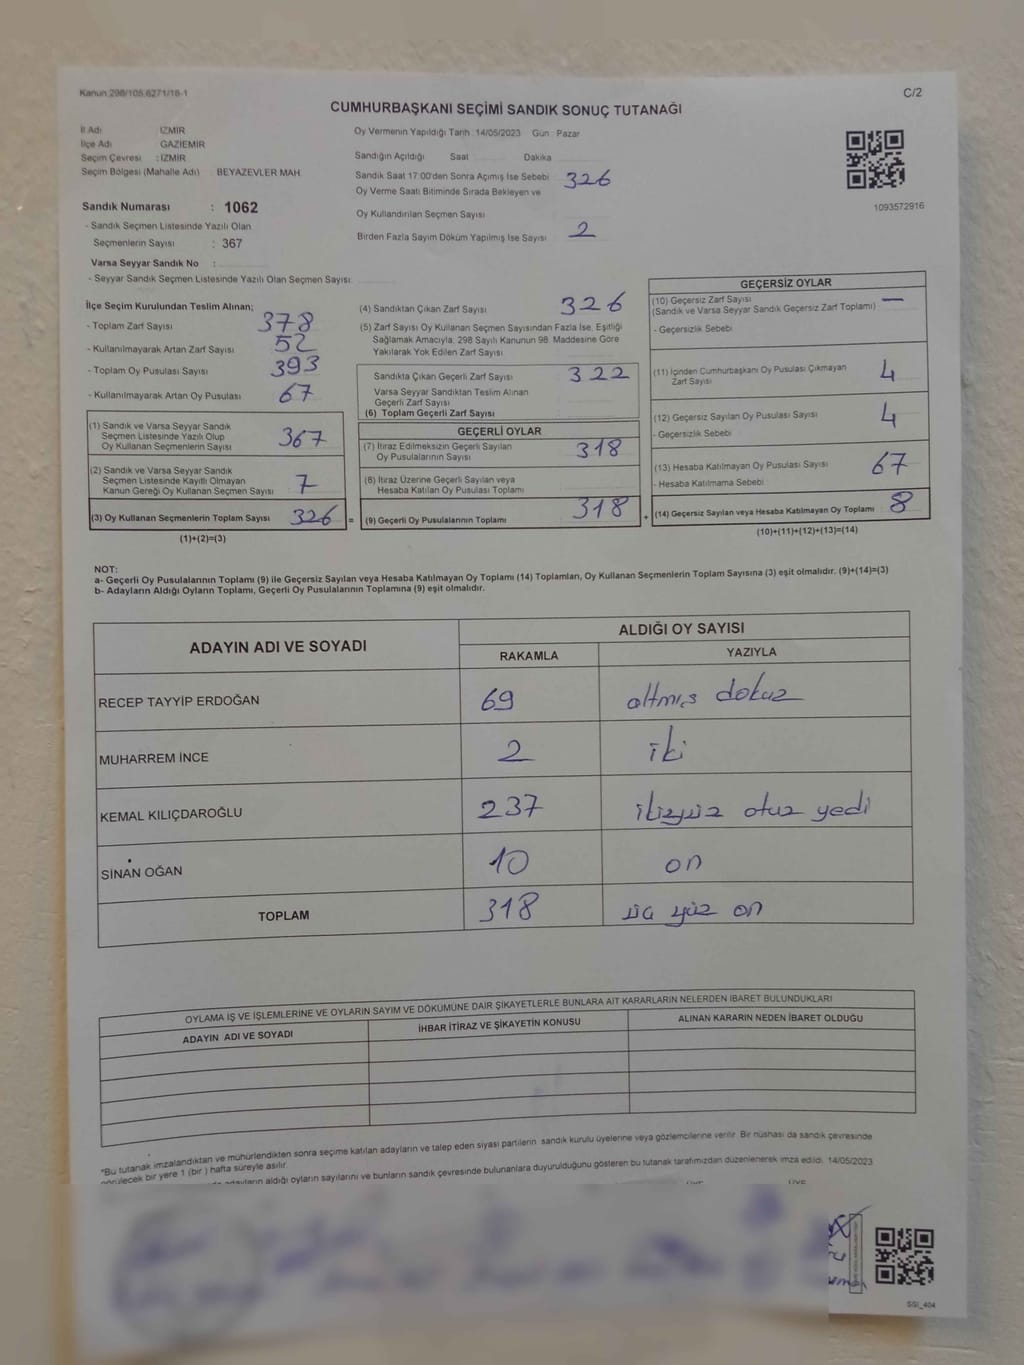 Kanun 298/105,6271/18-1
C/2
CUMHURBAŞKANI SEÇİMİ SANDIK SONUÇ TUTANAĞI
İl Adı : İZMİR
İlçe Adı GAZİEMİR
Seçim Çevresi : İZMİR
Seçim Bölgesi (Mahalle Adı) : BEYAZEVLER MAH.
Sandık Numarası : 1062
- Sandık Seçmen Listesinde Yazılı Olan
Seçmenlerin Sayısı : 367
Varsa Seyyar Sandık No :
- Seyyar Sandık Seçmen Listesinde Yazılı Olan Seçmen Sayısı:
Oy Vermenin Yapıldığı Tarih : 14/05/2023 Gün : Pazar
Sandığın Açıldığı Saat Dakika
Sandık Saat 17:00'den Sonra Açımış İse Sebebi 326
Oy Verme Saati Bitiminde Sırada Bekleyen ve
Oy Kullandırılan Seçmen Sayısı
Birden Fazla Sayım Döküm Yapılmış İse Sayısı 2
1093572916
İlçe Seçim Kurulundan Teslim Alınan;
- Toplam Zarf Sayısı 378
- Kullanılmayarak Artan Zarf Sayısı 52
- Toplam Oy Pusulası Sayısı 393
- Kullanılmayarak Artan Oy Pusulası 67
(1) Sandık ve Varsa Seyyar Sandık
Seçmen Listesinde Yazılı Olup
Oy Kullanan Seçmenlerin Sayısı 367
(2) Sandık ve Varsa Seyyar Sandık
Seçmen Listesinde Kayıtlı Olmayan
Kanun Gereği Oy Kullanan Seçmen Sayısı 7
(3) Oy Kullanan Seçmenlerin Toplam Sayısı 326 =
(1)+(2)=(3)
(4) Sandıktan Çıkan Zarf Sayısı 326
(5) Zarf Sayısı Oy Kullanan Seçmen Sayısından Fazla İse, Eşitliği
Sağlamak Amacıyla, 298 Sayılı Kanunun 98. Maddesine Göre
Yakılarak Yok Edilen Zarf Sayısı
Sandıkta Çıkan Geçerli Zarf Sayısı 322
Varsa Seyyar Sandıktan Teslim Alınan
Geçerli Zarf Sayısı
(6) Toplam Geçerli Zarf Sayısı
GEÇERLİ OYLAR
(7) İtiraz Edilmeksizin Geçerli Sayılan
Oy Pusulalarının Sayısı 318
(8) İtiraz Üzerine Geçerli Sayılan veya
Hesaba Katılan Oy Pusulası Toplamı
(9) Geçerli Oy Pusulalarının Toplamı 318 +
GEÇERSİZ OYLAR
(10) Geçersiz Zarf Sayısı —
(Sandık ve Varsa Seyyar Sandık Geçersiz Zarf Toplamı)
- Geçersizlik Sebebi
(11) İçinden Cumhurbaşkanı Oy Pusulası Çıkmayan
Zarf Sayısı 4
(12) Geçersiz Sayılan Oy Pusulası Sayısı 4
- Geçersizlik Sebebi
(13) Hesaba Katılmayan Oy Pusulası Sayısı 67
- Hesaba Katılmama Sebebi
(14) Geçersiz Sayılan veya Hesaba Katılmayan Oy Toplamı 8
(10)+(11)+(12)+(13)=(14)
NOT:
a- Geçerli Oy Pusulalarının Toplamı (9) ile Geçersiz Sayılan veya Hesaba Katılmayan Oy Toplamı (14) Toplamları, Oy Kullanan Seçmenlerin Toplam Sayısına (3) eşit olmalıdır. (9)+(14)=(3)
b- Adayların Aldığı Oyların Toplamı, Geçerli Oy Pusulalarının Toplamına (9) eşit olmalıdır.
ADAYIN ADI VE SOYADI
ALDIĞI OY SAYISI
RAKAMLA YAZIYLA
RECEP TAYYİP ERDOĞAN 69 altmış dokuz
MUHARREM İNCE 2 iki
KEMAL KILIÇDAROĞLU 237 ikiyüz otuz yedi
SİNAN OĞAN 10 on
TOPLAM 318 üç yüz on
OYLAMA İŞ VE İŞLEMLERİNE VE OYLARIN SAYIM VE DÖKÜMÜNE DAİR ŞİKAYETLERLE BUNLARA AİT KARARLARIN NELERDEN İBARET BULUNDUKLARI
ADAYIN ADI VE SOYADI İHBAR İTİRAZ VE ŞİKAYETİN KONUSU ALINAN KARARIN NEDEN İBARET OLDUĞU
*Bu tutanak imzalandıktan ve mühürlendikten sonra seçime katılan adayların ve talep eden siyasi partilerin sandık kurulu üyelerine veya gözlemcilerine verilir. Bir nüshası da sandık çevresinde
görülecek bir yere 1 (bir ) hafta süreyle asılır.
adayların aldığı oyların sayılarını ve bunların sandık çevresinde bulunanlara duyurulduğunu gösteren bu tutanak tarafımızdan düzenlenerek imza edildi. 14/05/2023
ÜYE ÜYE
SSİ_404